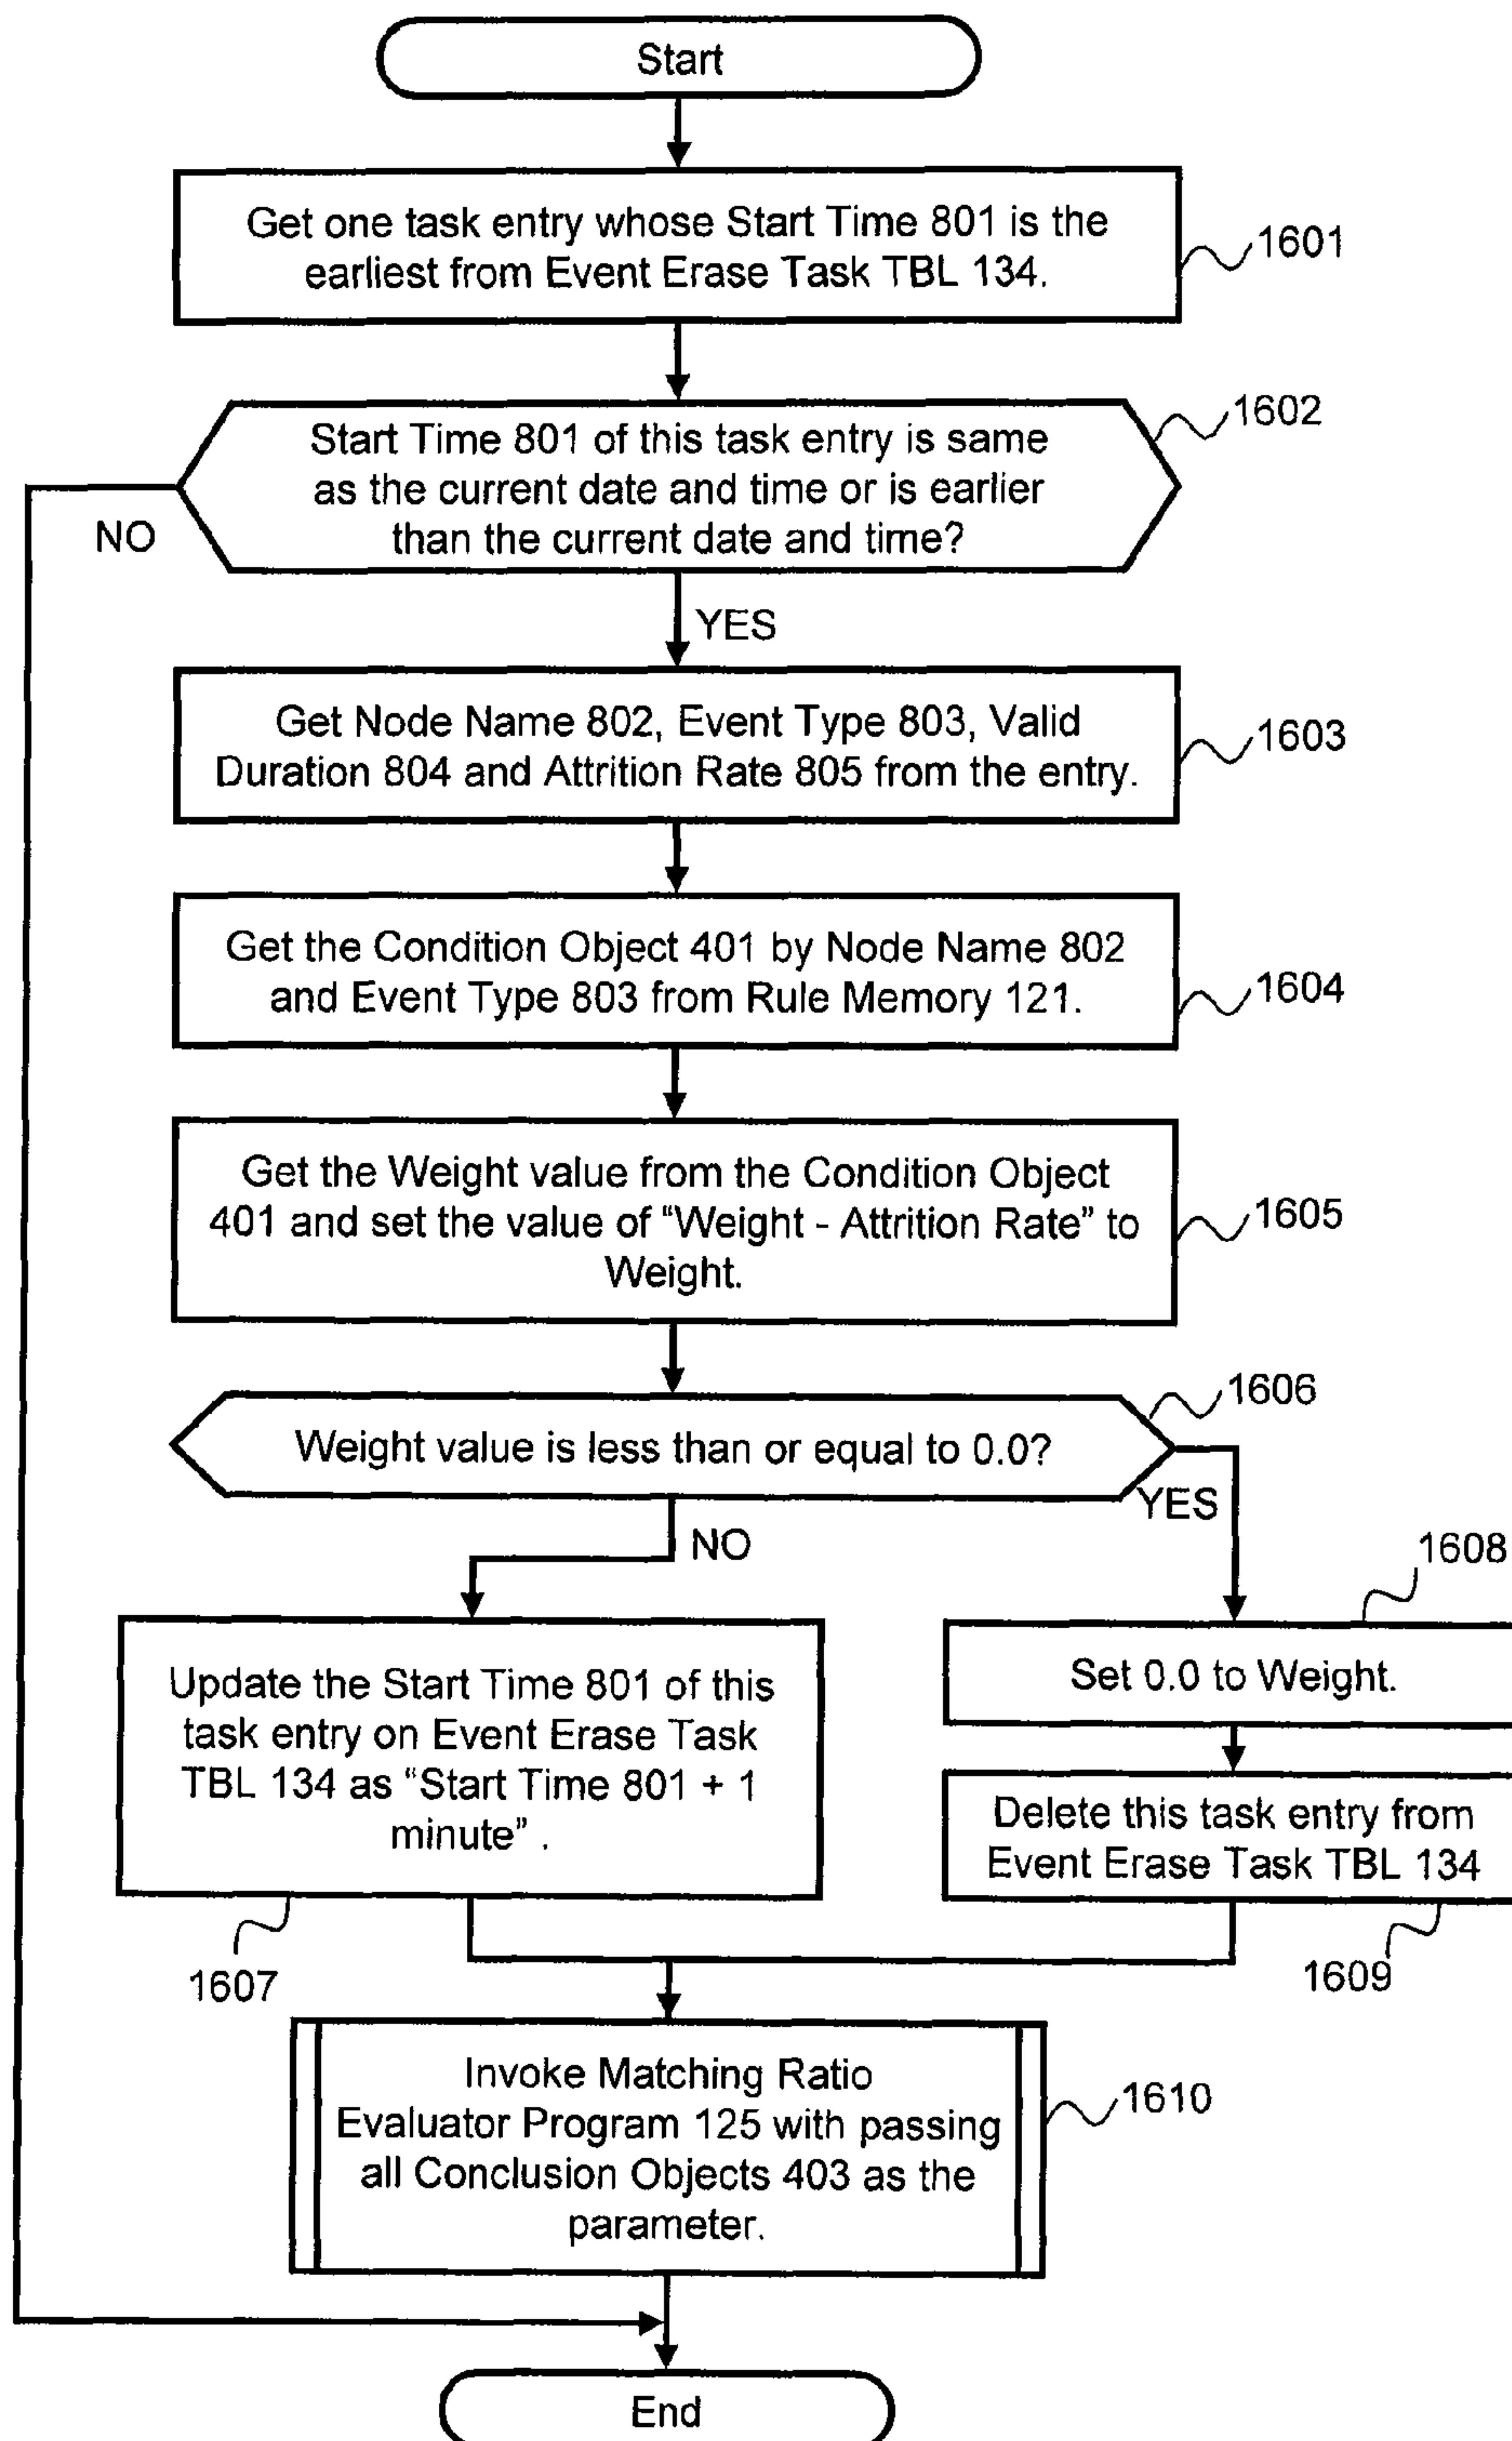 Start
Get one task entry whose Start Time 801 is the
earliest from Event Erase Task TBL 134.
1601
Start Time 801 of this task entry is same
as the current date and time or is earlier
than the current date and time?
1602
NO
YES
Get Node Name 802, Event Type 803, Valid
Duration 804 and Attrition Rate 805 from the entry.
1603
Get the Condition Object 401 by Node Name 802
and Event Type 803 from Rule Memory 121.
1604
Get the Weight value from the Condition Object
401 and set the value of “Weight - Attrition Rate” to
Weight.
1605
Weight value is less than or equal to 0.0?
1606
YES
NO
1608
Update the Start Time 801 of this
task entry on Event Erase Task
TBL 134 as “Start Time 801 + 1
minute” .
Set 0.0 to Weight.
Delete this task entry from
Event Erase Task TBL 134
1607
1609
Invoke Matching Ratio
Evaluator Program 125 with passing
all Conclusion Objects 403 as the
parameter.
1610
End